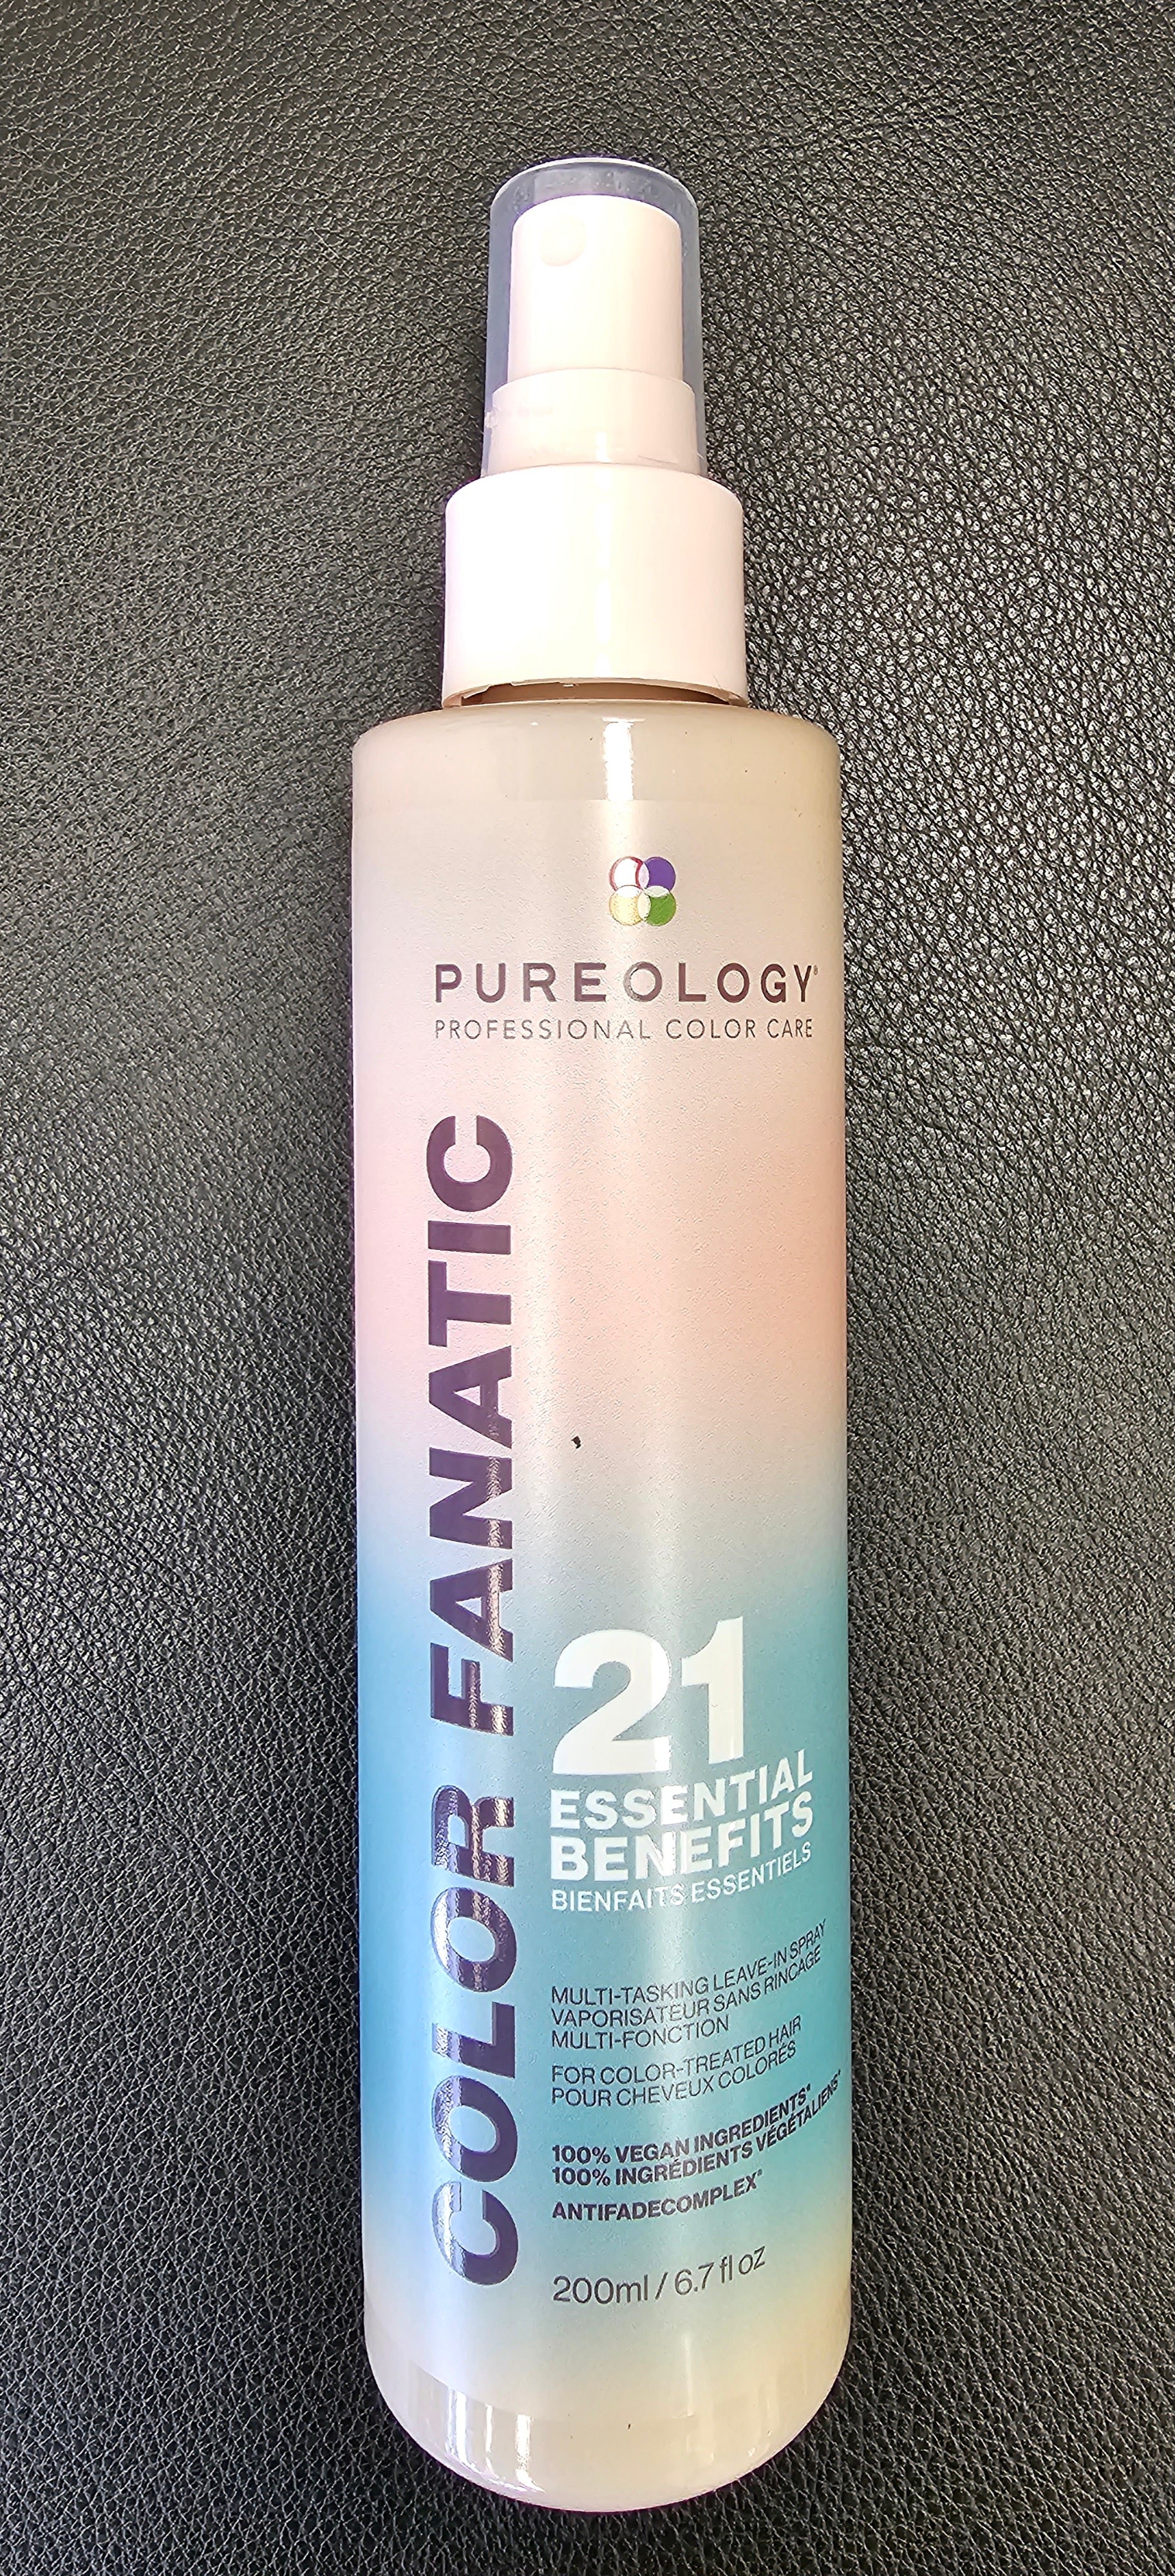 PUREOLOGY®
PROFESSIONAL COLOR CARE
COLOR FANATIC
21
ESSENTIAL
BENEFITS
BIENFAITS ESSENTIELS
MULTI-TASKING LEAVE-IN SPRAY
VAPORISATEUR SANS RINCAGE
MULTI-FONCTION
FOR COLOR-TREATED HAIR
POUR CHEVEUX COLORÉS
100% VEGAN INGREDIENTS*
100% INGRÉDIENTS VÉGÉTALIENS*
ANTIFADECOMPLEX®
200ml / 6.7 fl oz